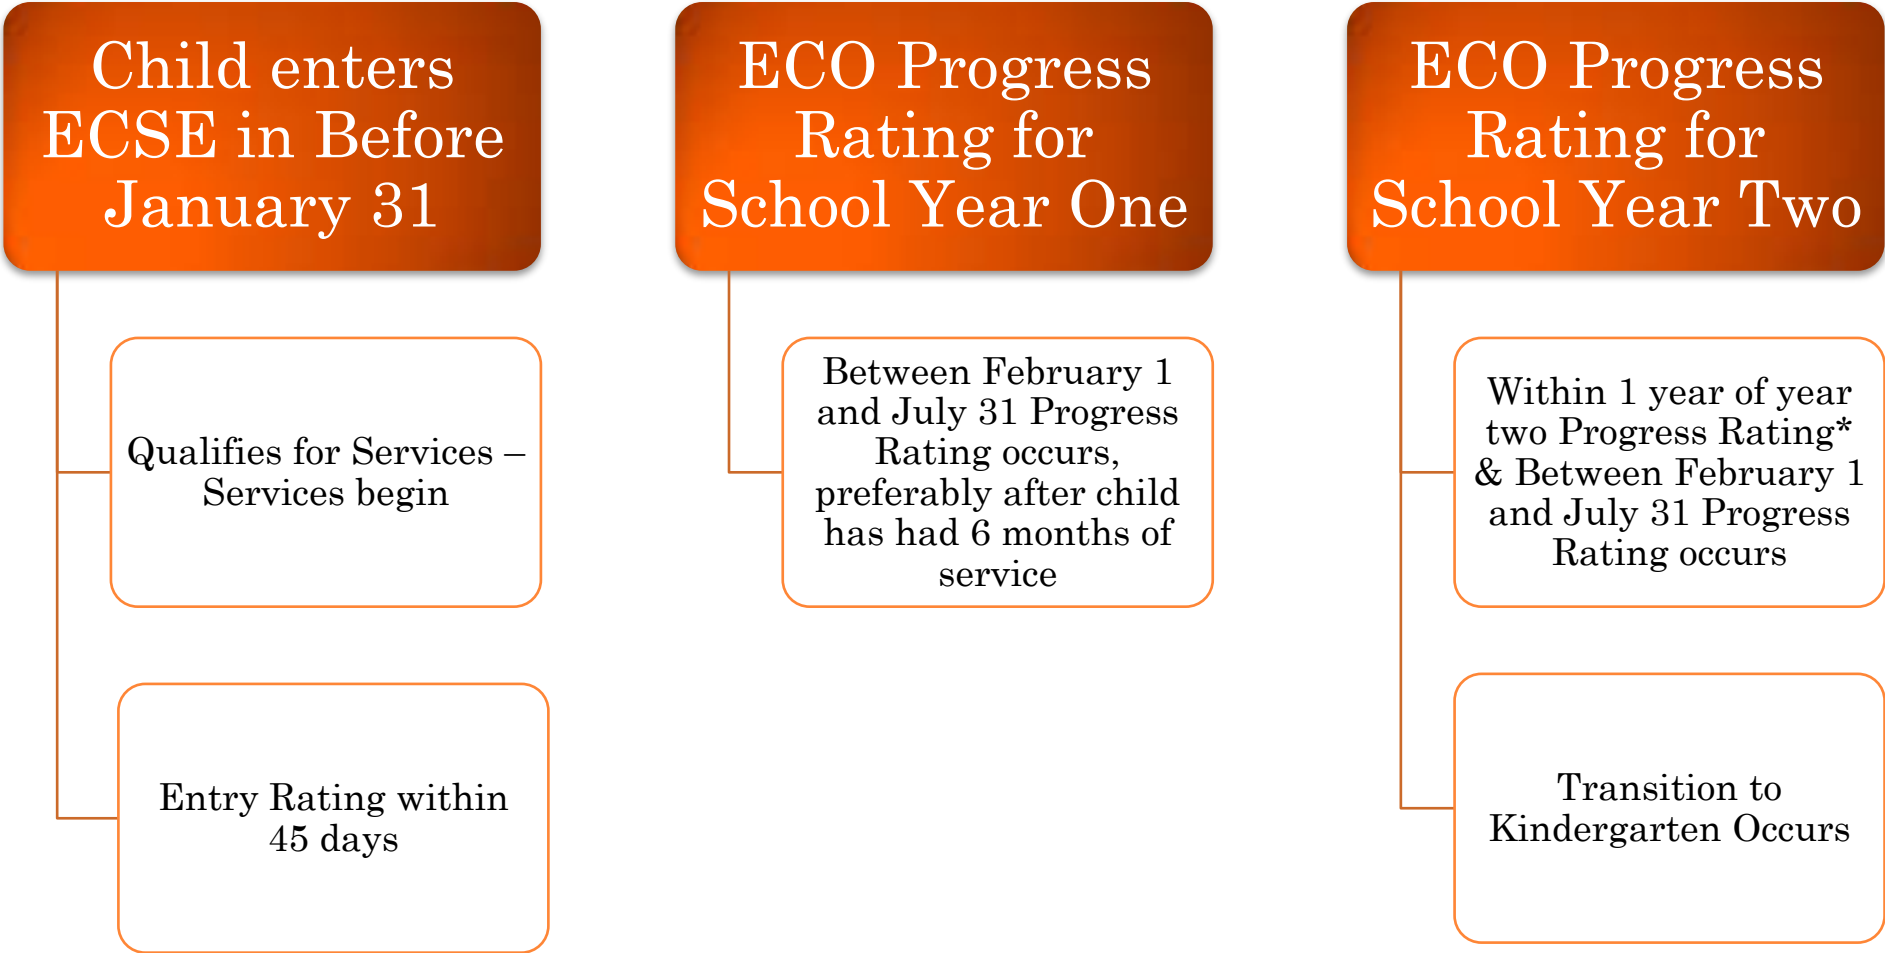 Child enters
ECSE in Before
January 31
Qualifies for Services –
Services begin
Entry Rating within
45 days
ECO Progress
Rating for
School Year One
Between February 1
and July 31 Progress
Rating occurs,
preferably after child
has had 6 months of
service
ECO Progress
Rating for
School Year Two
Within 1 year of year
two Progress Rating*
& Between February 1
and July 31 Progress
Rating occurs
Transition to
Kindergarten Occurs